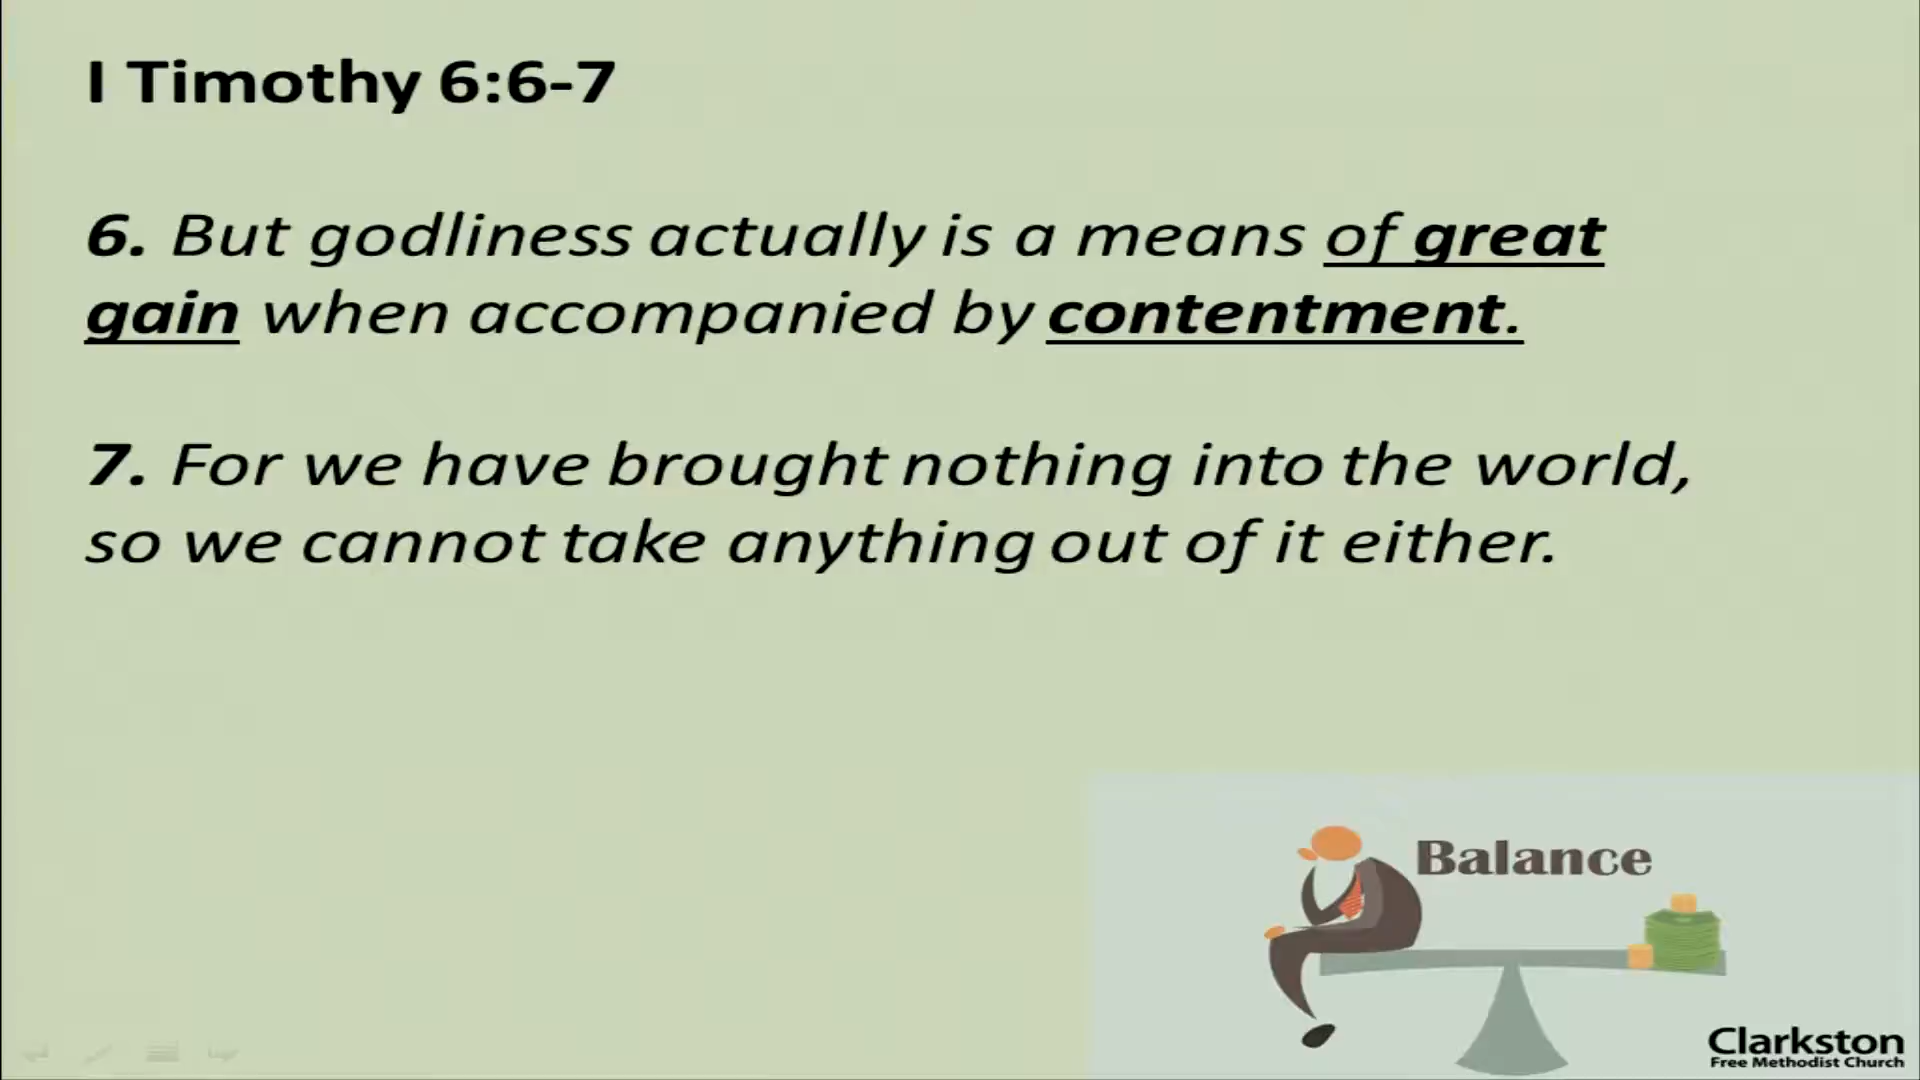 I Timothy 6:6-7
6. But godliness actually is a means of great
gain when accompanied by contentment.
7. For we have brought nothing into the world,
so we cannot take anything out of it either.
Balance
Clarkston
Free Methodist Church